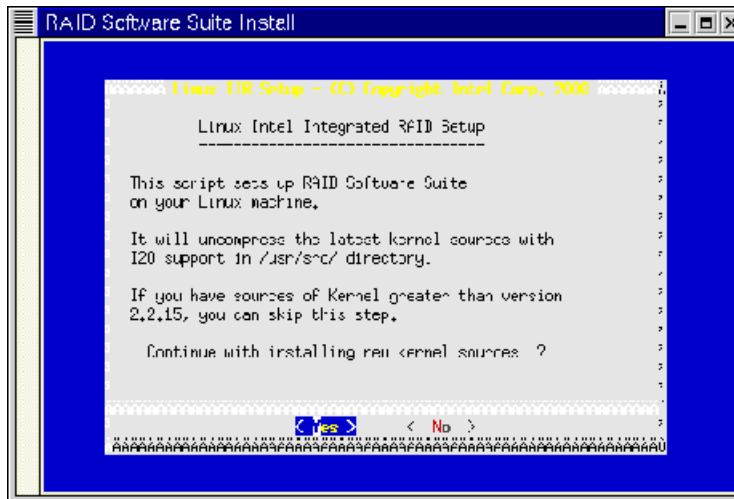 RAID Software Suite Install
Linux IIR Setup - (C) Copyright Intel Corp. 2000
Linux Intel Integrated RAID Setup
---------------------------------
This script sets up RAID Software Suite
on your Linux machine.
It will uncompress the latest kernel sources with
I2O support in /usr/src/ directory.
If you have sources of Kernel greater than version
2.2.15, you can skip this step.
Continue with installing new kernel sources ?
< Yes > < No >